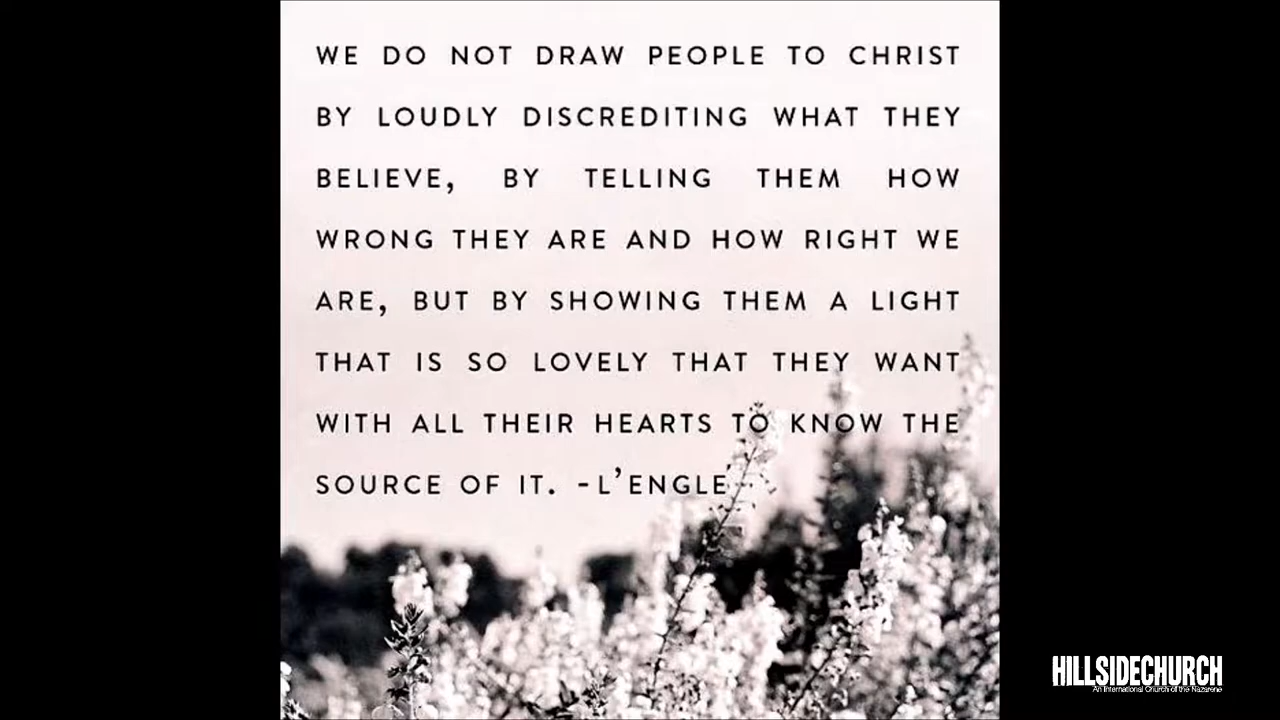 WE DO NOT DRAW PEOPLE TO CHRIST
BY LOUDLY DISCREDITING WHAT THEY
BELIEVE, BY TELLING THEM HOW
WRONG THEY ARE AND HOW RIGHT WE
ARE, BUT BY SHOWING THEM A LIGHT
THAT IS SO LOVELY THAT THEY WANT
WITH ALL THEIR HEARTS TO KNOW THE
SOURCE OF IT. -L'ENGLE
HILLSIDECHURCH
An International Church of the Nazarene